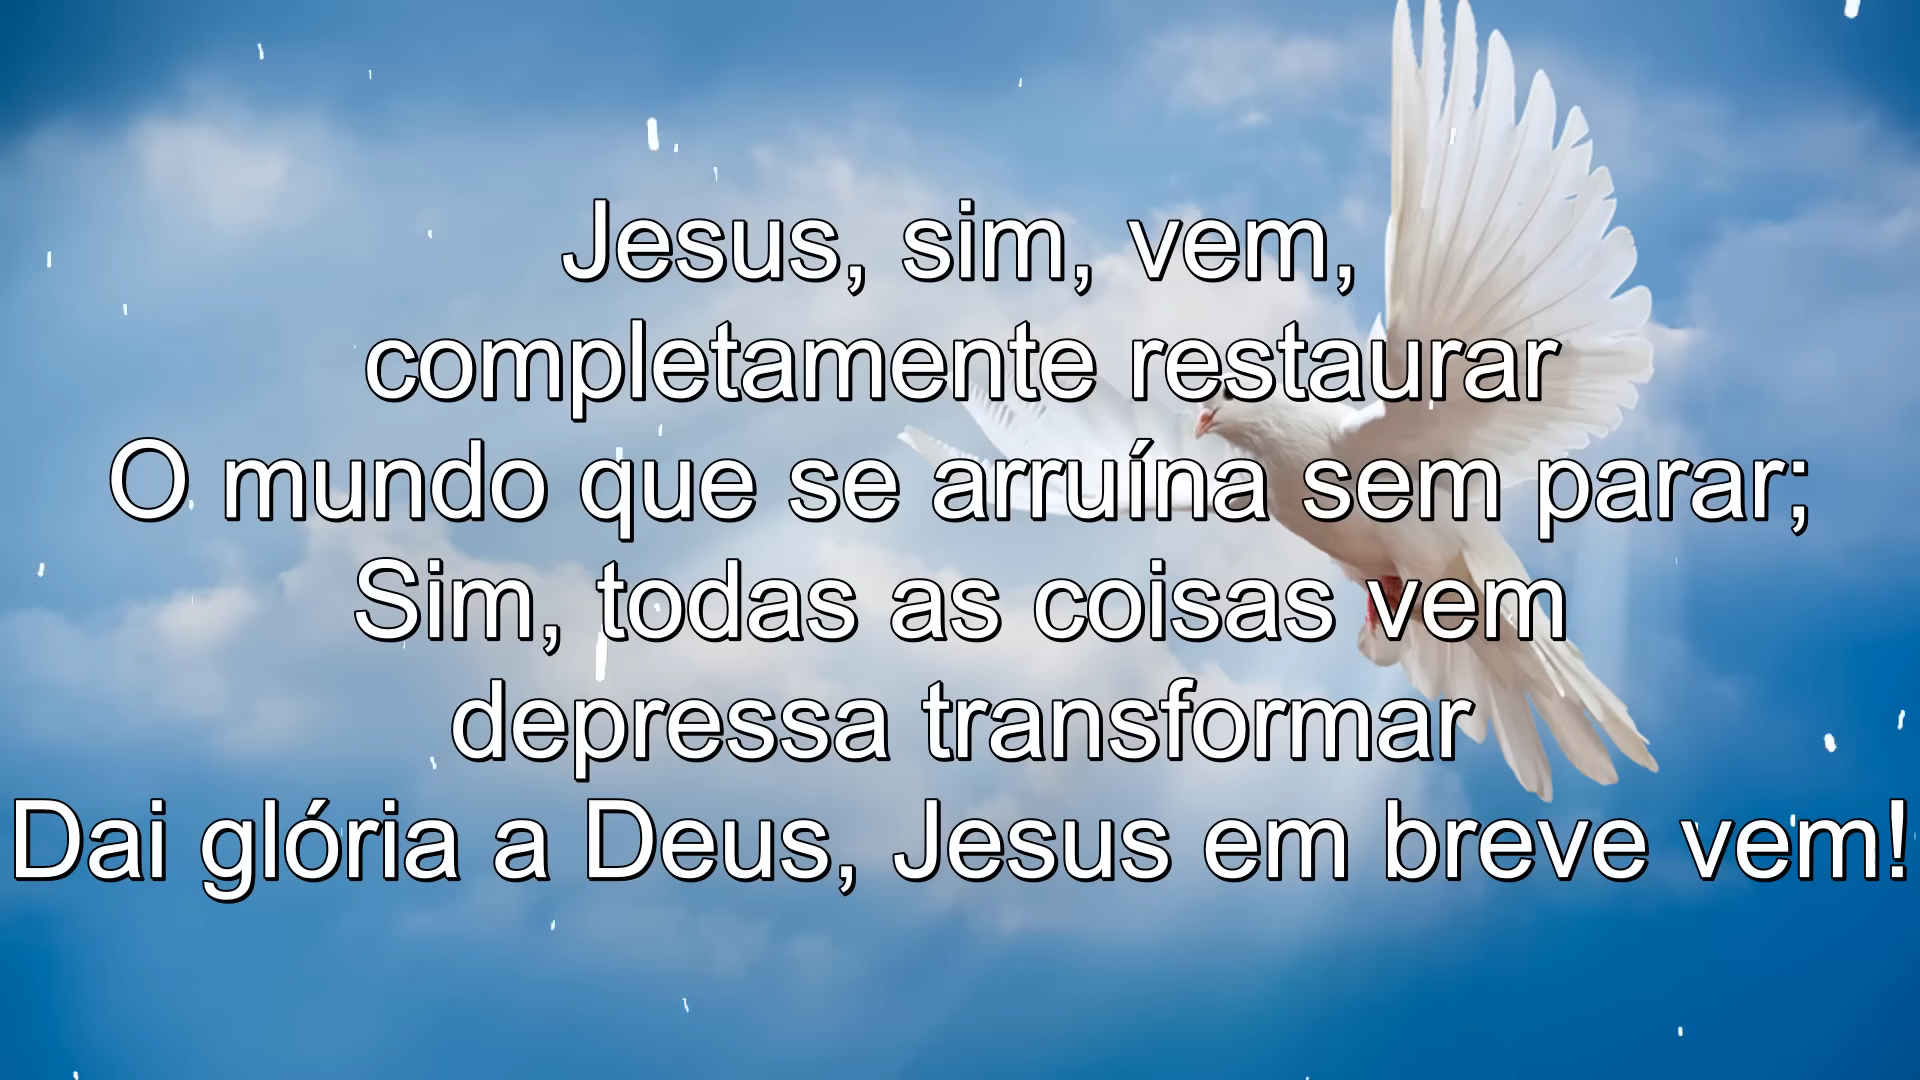 Jesus, sim, vem,
completamente restaurar
O mundo que se arruína sem parar;
Sim, todas as coisas vem
depressa transformar
Dai glória a Deus, Jesus em breve vem!